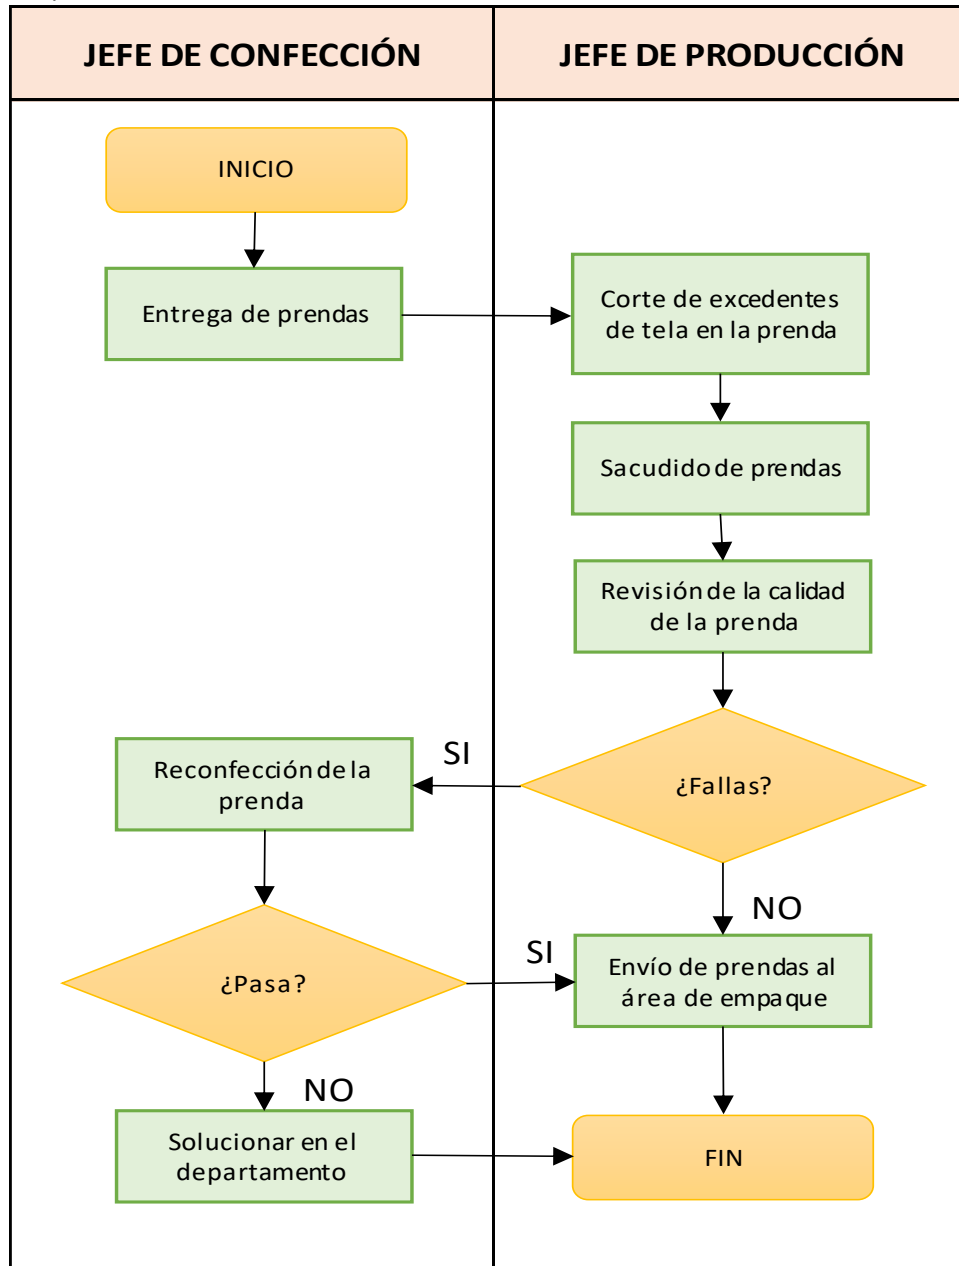 JEFE DE CONFECCIÓN
JEFE DE PRODUCCIÓN
INICIO
Entrega de prendas
Corte de excedentes
de tela en la prenda
Sacudido de prendas
Revisión de la calidad
de la prenda
¿Fallas?
SI
Reconfección de la
prenda
NO
¿Pasa?
SI
Envío de prendas al
área de empaque
NO
Solucionar en el
departamento
FIN